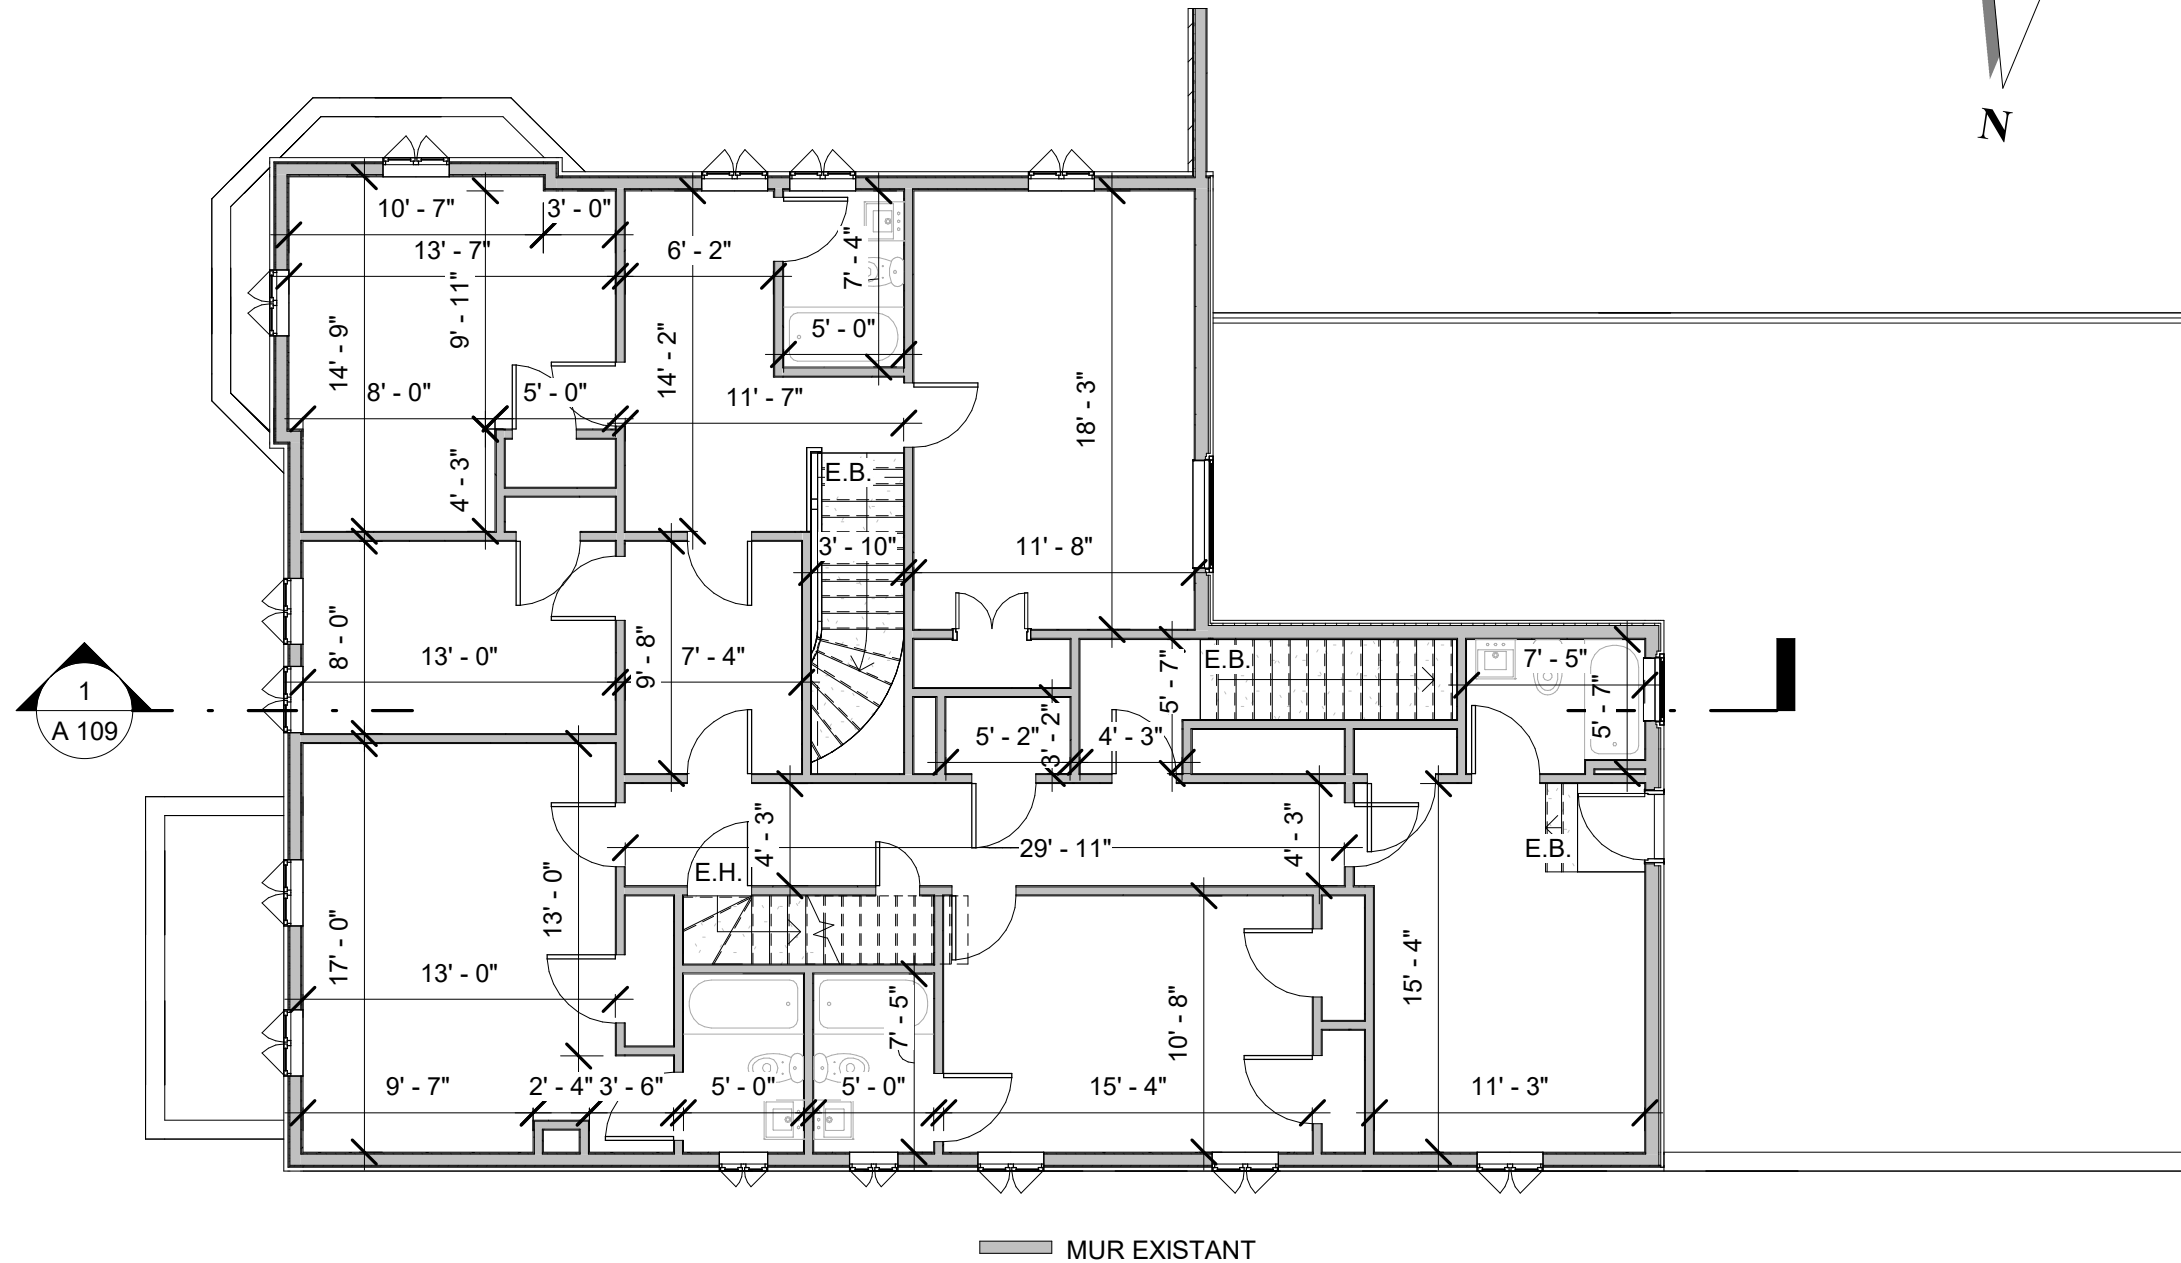 N
10' - 7"
3' - 0"
13' - 7"
6' - 2"
7' - 4"
9' - 11"
14' - 9"
14' - 2"
5' - 0"
8' - 0"
5' - 0"
11' - 7"
18' - 3"
4' - 3"
E.B.
3' - 10"
11' - 8"
8' - 0"
13' - 0"
9' - 8"
7' - 4"
5' - 7"
E.B.
7' - 5"
5' - 7"
1
A 109
5' - 2"
3' - 2"
4' - 3"
4' - 3"
29' - 11"
4' - 3"
E.B.
E.H.
13' - 0"
17' - 0"
13' - 0"
7' - 5"
10' - 8"
15' - 4"
9' - 7"
2' - 4"
3' - 6"
5' - 0"
5' - 0"
15' - 4"
11' - 3"
MUR EXISTANT